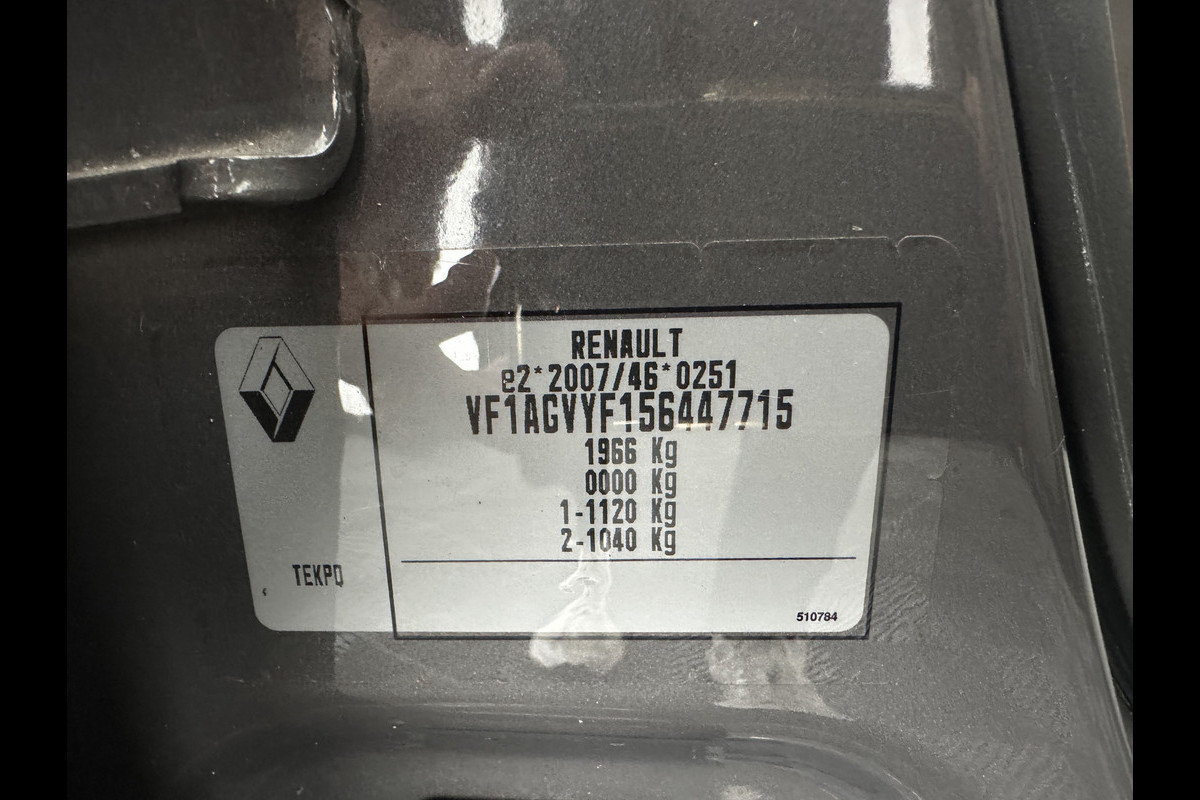 RENAULT
e2*2007/46*0251
VF1AGVYF156447715
1966 Kg
0000 Kg
1-1120 Kg
2-1040 Kg
TEKPQ
510784